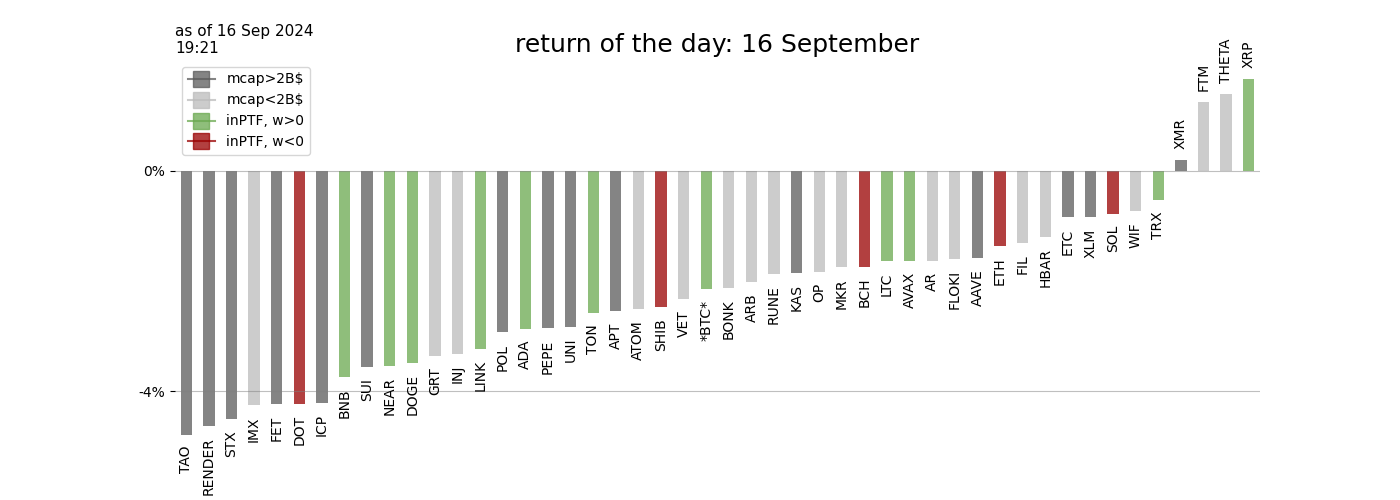 as of 16 Sep 2024
19:21
return of the day: 16 September
mcap>2B$
mcap<2B$
inPTF, w>0
inPTF, w<0
0%
-4%
TAO
RENDER
STX
IMX
FET
DOT
ICP
BNB
SUI
NEAR
DOGE
GRT
INJ
LINK
POL
ADA
PEPE
UNI
TON
APT
ATOM
SHIB
VET
*BTC*
BONK
ARB
RUNE
KAS
OP
MKR
BCH
LTC
AVAX
AR
FLOKI
AAVE
ETH
FIL
HBAR
ETC
XLM
SOL
WIF
TRX
XMR
FTM
THETA
XRP